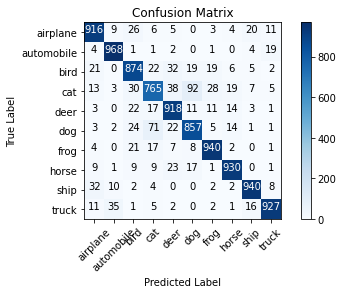 Confusion Matrix
True Label
airplane 916 9 26 6 5 0 3 4 20 11
automobile 4 968 1 1 2 0 1 0 4 19
bird 21 0 874 22 32 19 19 6 5 2
cat 13 3 30 765 38 92 28 19 7 5
deer 3 0 22 17 918 11 11 14 3 1
dog 3 2 24 71 22 857 5 14 1 1
frog 4 0 21 17 7 8 940 2 1 0
horse 9 1 9 9 23 17 1 930 0 1
ship 32 10 2 4 0 0 2 2 940 8
truck 11 35 1 5 2 0 2 1 16 927
airplane automobile bird cat deer dog frog horse ship truck
Predicted Label
800
600
400
200
0